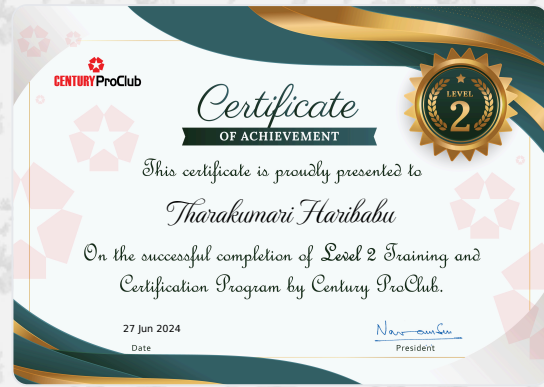 CENTURY ProClub
LEVEL
2
Certificate
OF ACHIEVEMENT
This certificate is proudly presented to
Tharakumari Haribabu
On the successful completion of Level 2 Training and
Certification Program by Century ProClub.
27 Jun 2024
Date
President